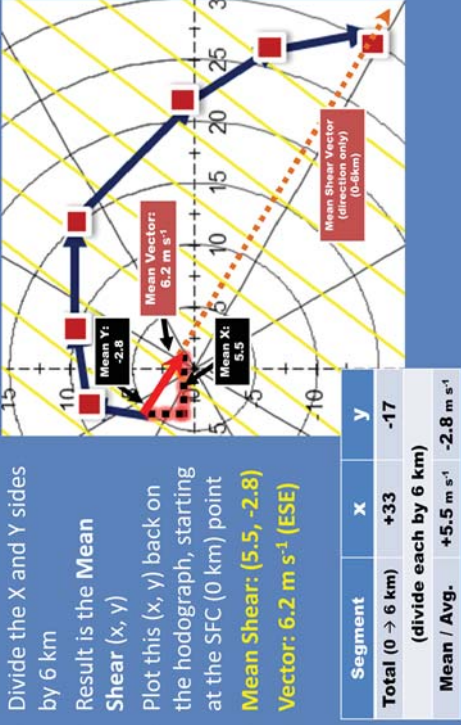 Divide the X and Y sides
by 6 km
Result is the Mean
Shear (x, y)
Plot this (x, y) back on
the hodograph, starting
at the SFC (0 km) point
Mean Shear: (5.5, -2.8)
Vector: 6.2 m s⁻¹ (ESE)
Segment x y
Total (0 → 6 km) +33 -17
(divide each by 6 km)
Mean / Avg. +5.5 m s⁻¹ -2.8 m s⁻¹
15
10
Mean Y:
-2.8
Mean Vector:
6.2 m s⁻¹
Mean X:
5.5
5
10
15
20
25
-10
Mean Shear Vector
(direction only)
(0-6km)